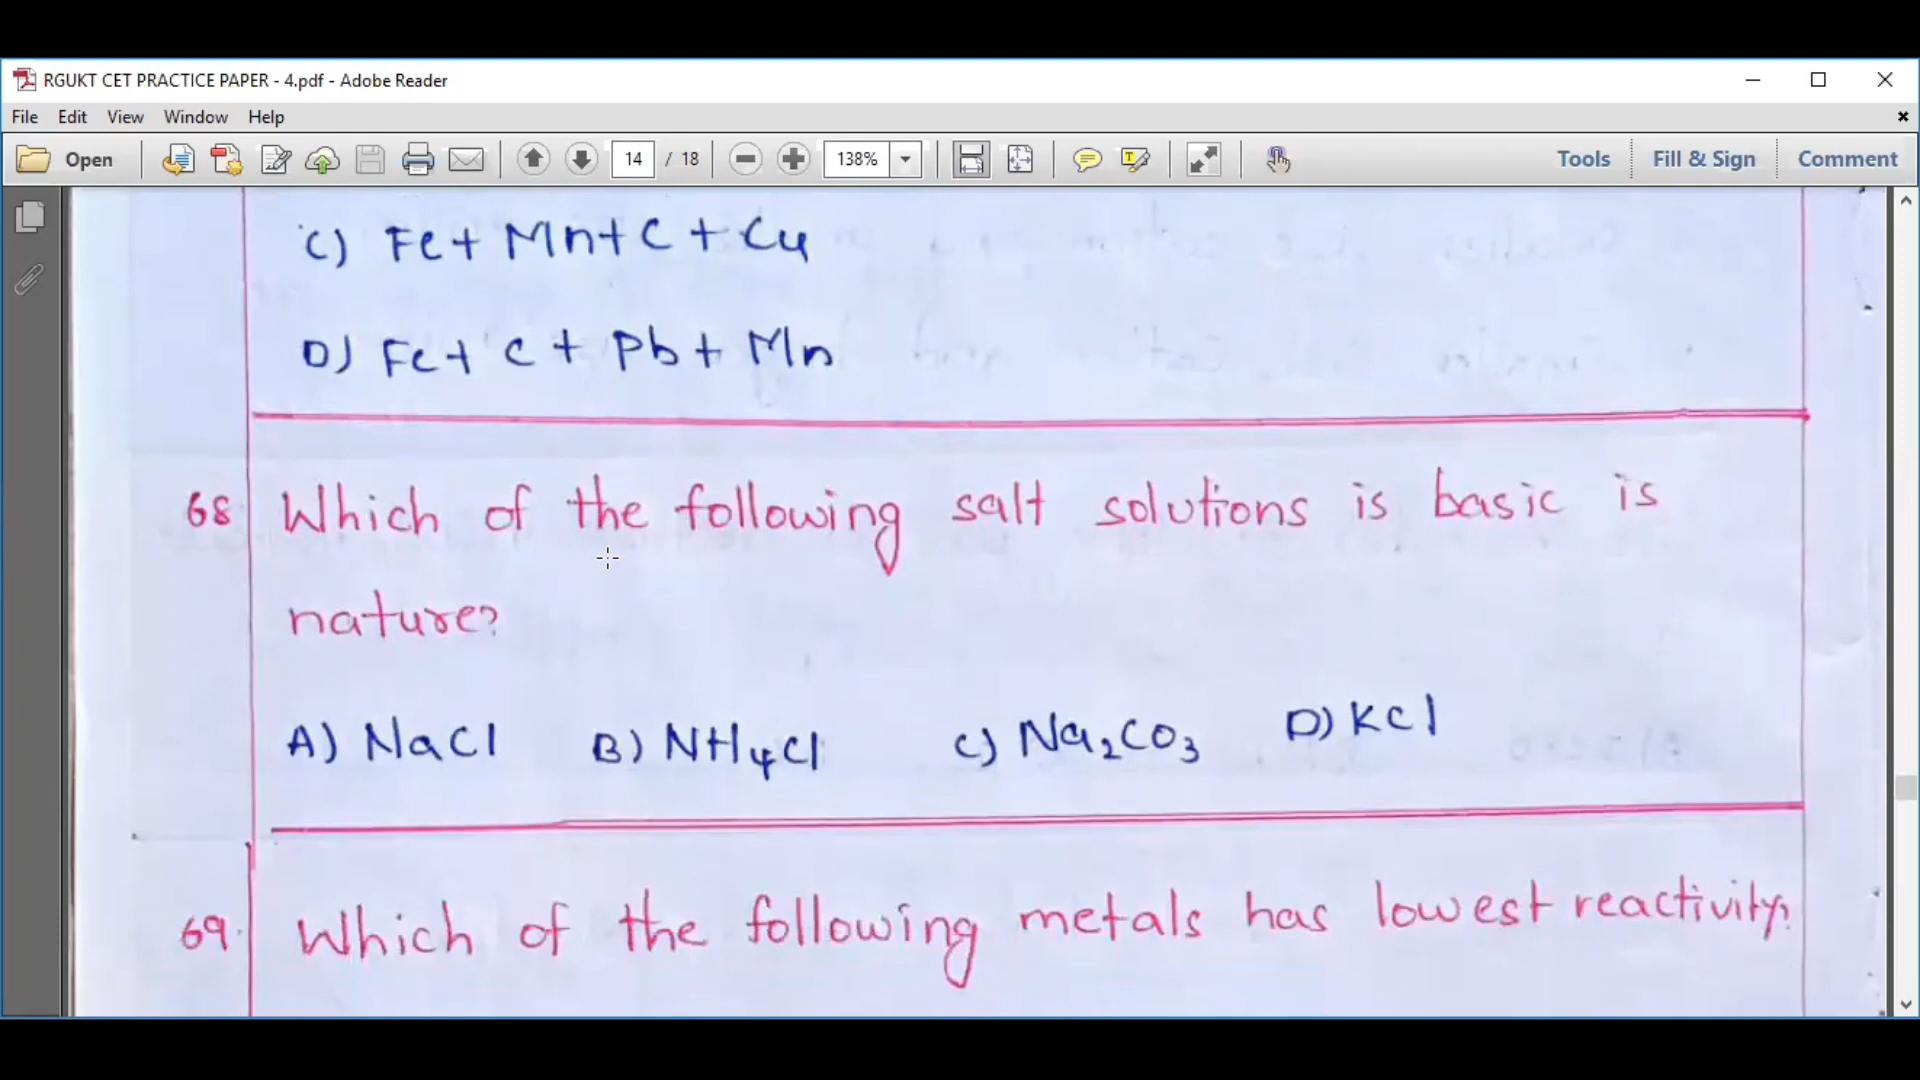 RGUKT CET PRACTICE PAPER - 4.pdf - Adobe Reader
File Edit View Window Help
Open 14 / 18 138% Tools Fill & Sign Comment
C) Fe + Mn + C + Cu
D) Fe + C + Pb + Mn
68. Which of the following salt solutions is basic is
nature?
A) NaCl B) NH₄Cl C) Na₂CO₃ D) KCl
69. Which of the following metals has lowest reactivity?